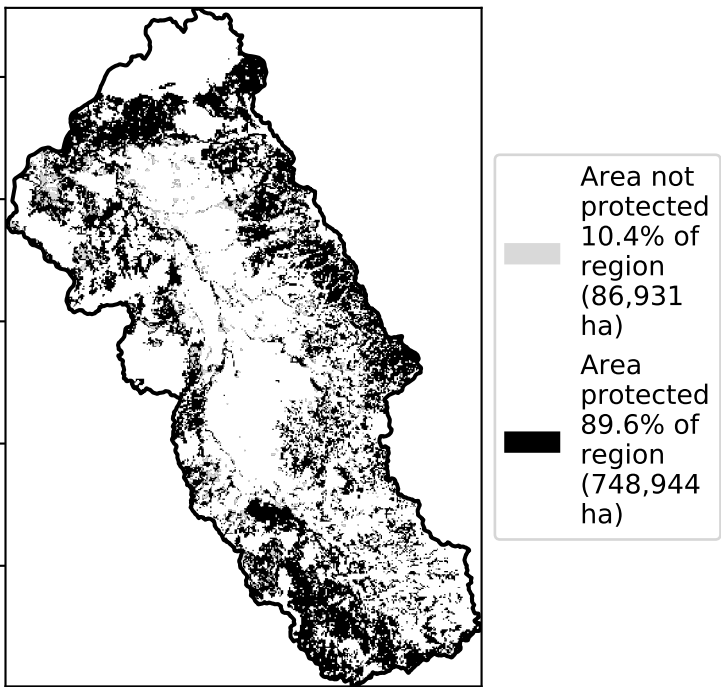 Area not
protected
10.4% of
region
(86,931
ha)
Area
protected
89.6% of
region
(748,944
ha)